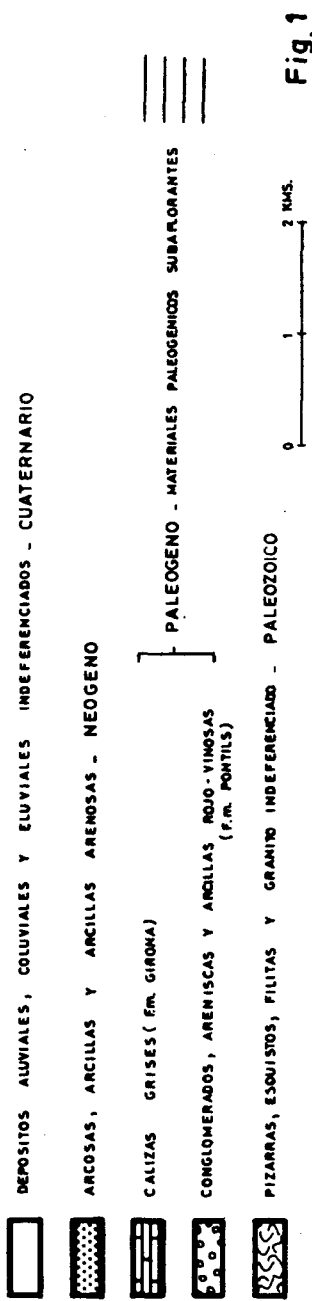 DEPOSITOS ALUVIALES, COLUVIALES Y ELUVIALES INDEFERENCIADOS _ CUATERNARIO
ARCOSAS, ARCILLAS Y ARCILLAS ARENOSAS _ NEOGENO
CALIZAS GRISES ( F.m. GIRONA)
PALEOGENO _ MATERIALES PALEOGENICOS SUBAFLORANTES
CONGLOMERADOS, ARENISCAS Y ARCILLAS ROJO-VINOSAS
(F.m. PONTILS)
PIZARRAS, ESQUISTOS, FILITAS Y GRANITO INDEFERENCIADO _ PALEOZOICO
0 1 2 KMS.
Fig. 1